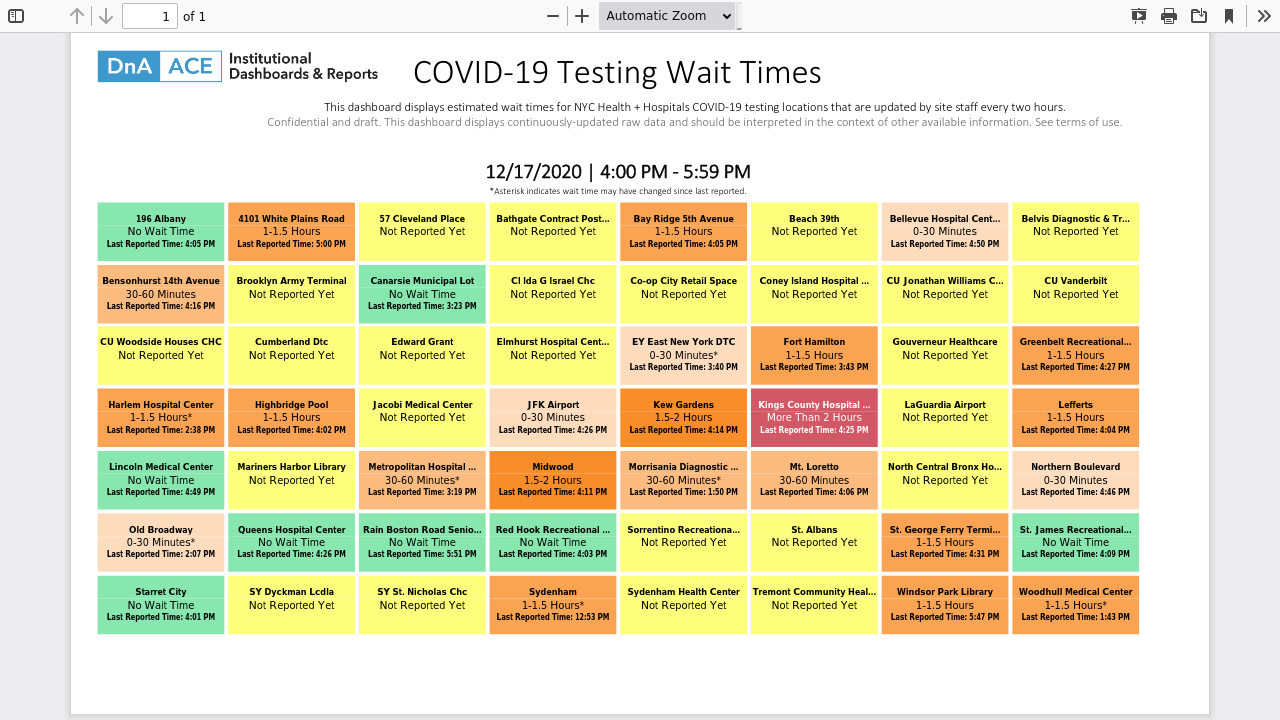 1 of 1 Automatic Zoom
DnA ACE Institutional
Dashboards & Reports
COVID-19 Testing Wait Times
This dashboard displays estimated wait times for NYC Health + Hospitals COVID-19 testing locations that are updated by site staff every two hours.
Confidential and draft. This dashboard displays continuously-updated raw data and should be interpreted in the context of other available information. See terms of use.
12/17/2020 | 4:00 PM - 5:59 PM
*Asterisk indicates wait time may have changed since last reported.
196 Albany
No Wait Time
Last Reported Time: 4:05 PM
4101 White Plains Road
1-1.5 Hours
Last Reported Time: 5:00 PM
57 Cleveland Place
Not Reported Yet
Bathgate Contract Post...
Not Reported Yet
Bay Ridge 5th Avenue
1-1.5 Hours
Last Reported Time: 4:05 PM
Beach 39th
Not Reported Yet
Bellevue Hospital Cent...
0-30 Minutes
Last Reported Time: 4:50 PM
Belvis Diagnostic & Tr...
Not Reported Yet
Bensonhurst 14th Avenue
30-60 Minutes
Last Reported Time: 4:16 PM
Brooklyn Army Terminal
Not Reported Yet
Canarsie Municipal Lot
No Wait Time
Last Reported Time: 3:23 PM
Cl Ida G Israel Chc
Not Reported Yet
Co-op City Retail Space
Not Reported Yet
Coney Island Hospital ...
Not Reported Yet
CU Jonathan Williams C...
Not Reported Yet
CU Vanderbilt
Not Reported Yet
CU Woodside Houses CHC
Not Reported Yet
Cumberland Dtc
Not Reported Yet
Edward Grant
Not Reported Yet
Elmhurst Hospital Cent...
Not Reported Yet
EY East New York DTC
0-30 Minutes*
Last Reported Time: 3:40 PM
Fort Hamilton
1-1.5 Hours
Last Reported Time: 3:43 PM
Gouverneur Healthcare
Not Reported Yet
Greenbelt Recreational...
1-1.5 Hours
Last Reported Time: 4:27 PM
Harlem Hospital Center
1-1.5 Hours*
Last Reported Time: 2:38 PM
Highbridge Pool
1-1.5 Hours
Last Reported Time: 4:02 PM
Jacobi Medical Center
Not Reported Yet
JFK Airport
0-30 Minutes
Last Reported Time: 4:26 PM
Kew Gardens
1.5-2 Hours
Last Reported Time: 4:14 PM
Kings County Hospital ...
More Than 2 Hours
Last Reported Time: 4:25 PM
LaGuardia Airport
Not Reported Yet
Lefferts
1-1.5 Hours
Last Reported Time: 4:04 PM
Lincoln Medical Center
No Wait Time
Last Reported Time: 4:49 PM
Mariners Harbor Library
Not Reported Yet
Metropolitan Hospital ...
30-60 Minutes*
Last Reported Time: 3:19 PM
Midwood
1.5-2 Hours
Last Reported Time: 4:11 PM
Morrisania Diagnostic ...
30-60 Minutes*
Last Reported Time: 1:50 PM
Mt. Loretto
30-60 Minutes
Last Reported Time: 4:06 PM
North Central Bronx Ho...
Not Reported Yet
Northern Boulevard
0-30 Minutes
Last Reported Time: 4:46 PM
Old Broadway
0-30 Minutes*
Last Reported Time: 2:07 PM
Queens Hospital Center
No Wait Time
Last Reported Time: 4:26 PM
Rain Boston Road Senio...
No Wait Time
Last Reported Time: 5:51 PM
Red Hook Recreational ...
No Wait Time
Last Reported Time: 4:03 PM
Sorrentino Recreationa...
Not Reported Yet
St. Albans
Not Reported Yet
St. George Ferry Termi...
1-1.5 Hours
Last Reported Time: 4:31 PM
St. James Recreational...
No Wait Time
Last Reported Time: 4:09 PM
Starret City
No Wait Time
Last Reported Time: 4:01 PM
SY Dyckman Lcdla
Not Reported Yet
SY St. Nicholas Chc
Not Reported Yet
Sydenham
1-1.5 Hours*
Last Reported Time: 12:53 PM
Sydenham Health Center
Not Reported Yet
Tremont Community Heal...
Not Reported Yet
Windsor Park Library
1-1.5 Hours
Last Reported Time: 5:47 PM
Woodhull Medical Center
1-1.5 Hours*
Last Reported Time: 1:43 PM